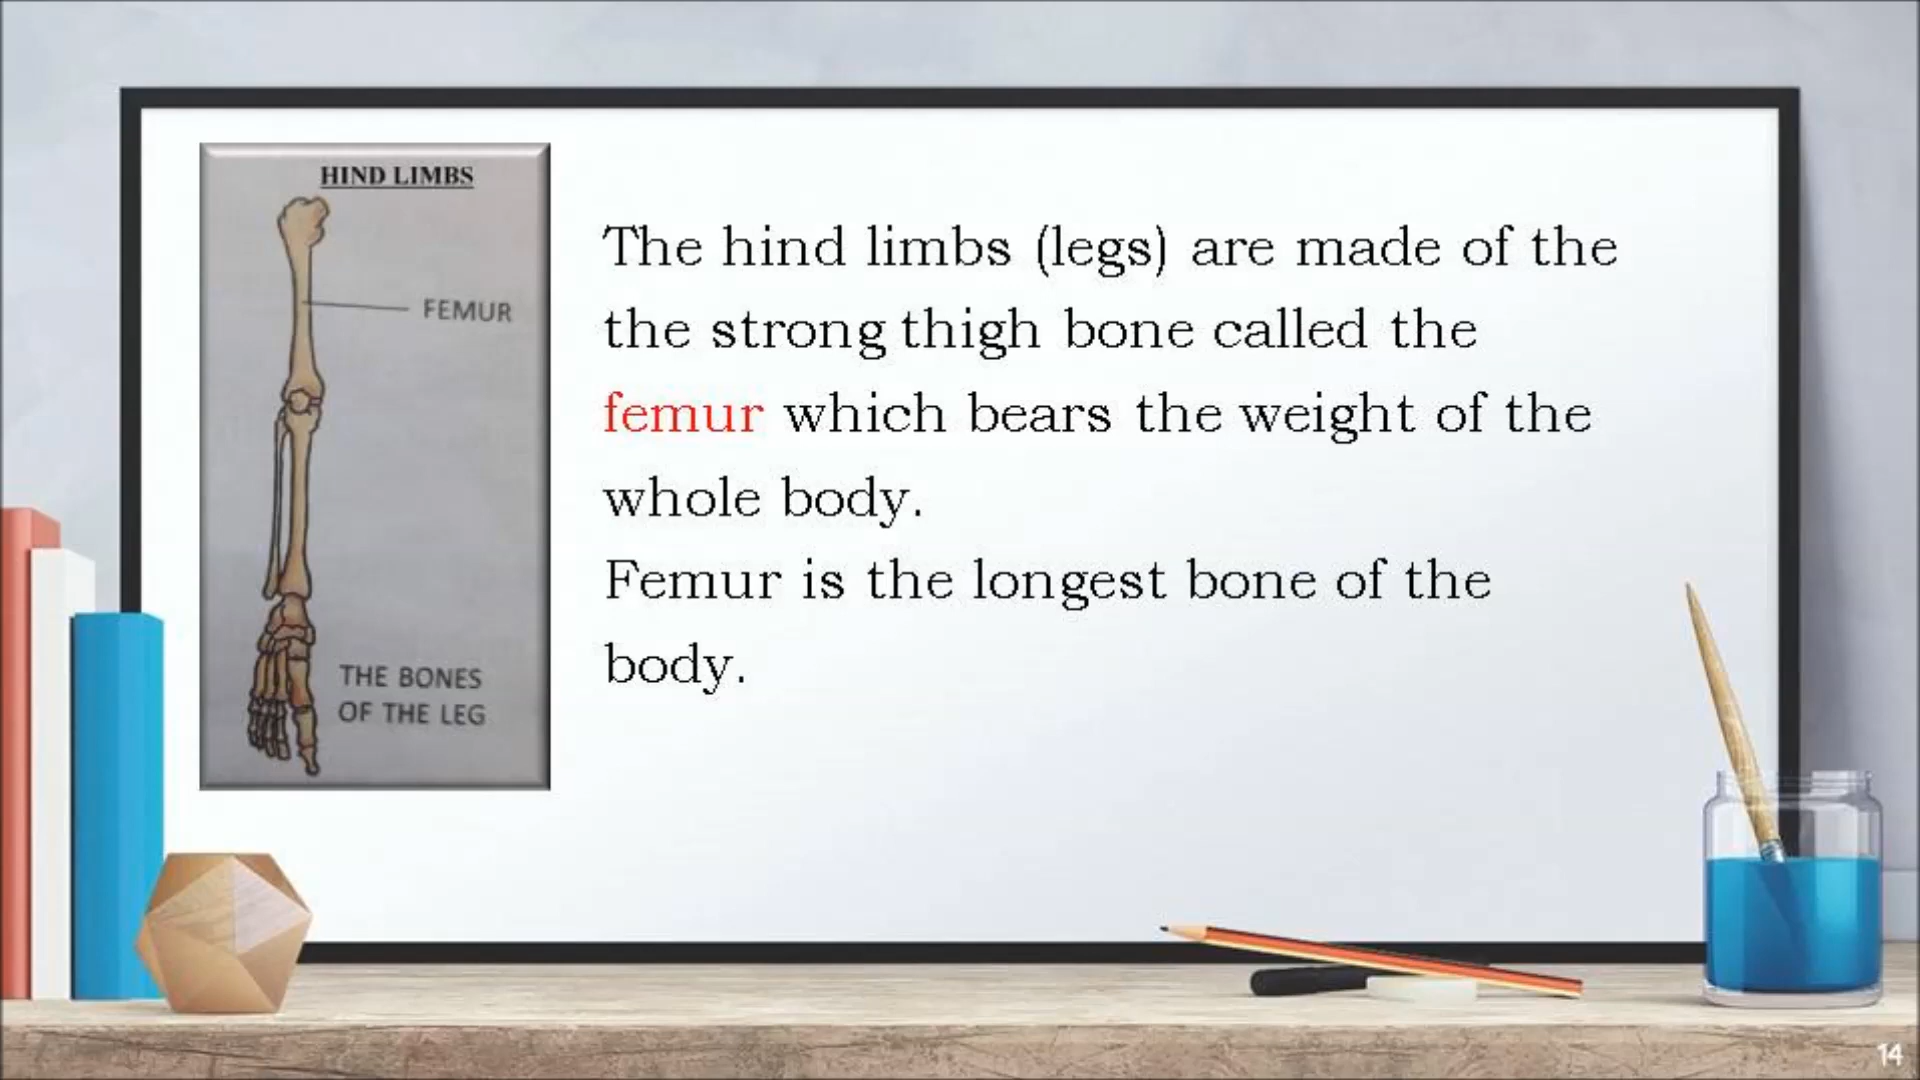 HIND LIMBS
FEMUR
THE BONES
OF THE LEG
The hind limbs (legs) are made of the
the strong thigh bone called the
femur which bears the weight of the
whole body.
Femur is the longest bone of the
body.
14